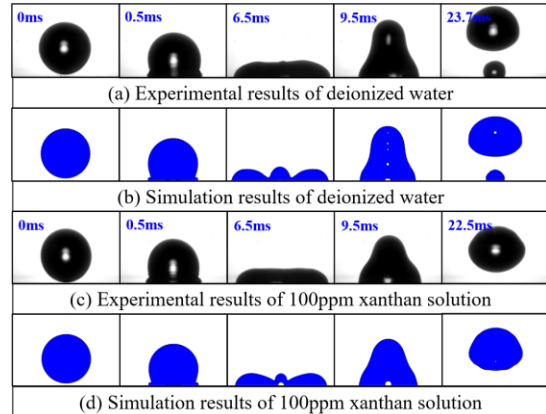 0ms 0.5ms 6.5ms 9.5ms 23.7ms
(a) Experimental results of deionized water
(b) Simulation results of deionized water
0ms 0.5ms 6.5ms 9.5ms 22.5ms
(c) Experimental results of 100ppm xanthan solution
(d) Simulation results of 100ppm xanthan solution